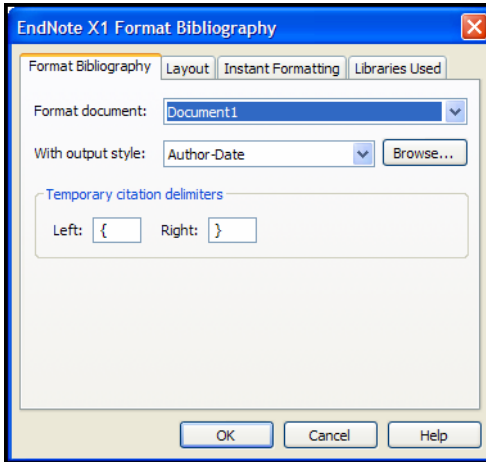 EndNote X1 Format Bibliography
Format Bibliography Layout Instant Formatting Libraries Used
Format document: Document1
With output style: Author-Date Browse...
Temporary citation delimiters
Left: { Right: }
OK Cancel Help